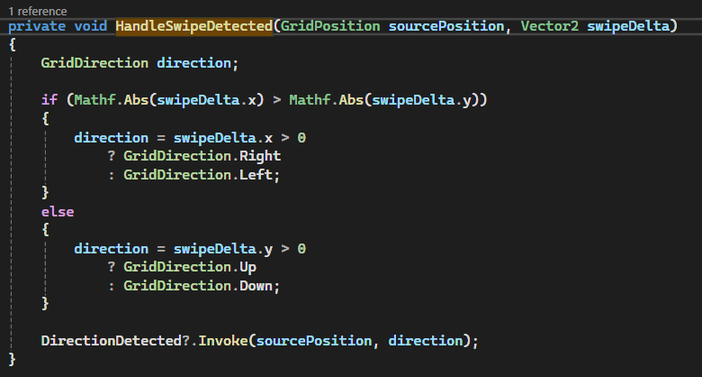 1 reference
private void HandleSwipeDetected(GridPosition sourcePosition, Vector2 swipeDelta)
{
    GridDirection direction;

    if (Mathf.Abs(swipeDelta.x) > Mathf.Abs(swipeDelta.y))
    {
        direction = swipeDelta.x > 0
            ? GridDirection.Right
            : GridDirection.Left;
    }
    else
    {
        direction = swipeDelta.y > 0
            ? GridDirection.Up
            : GridDirection.Down;
    }

    DirectionDetected?.Invoke(sourcePosition, direction);
}